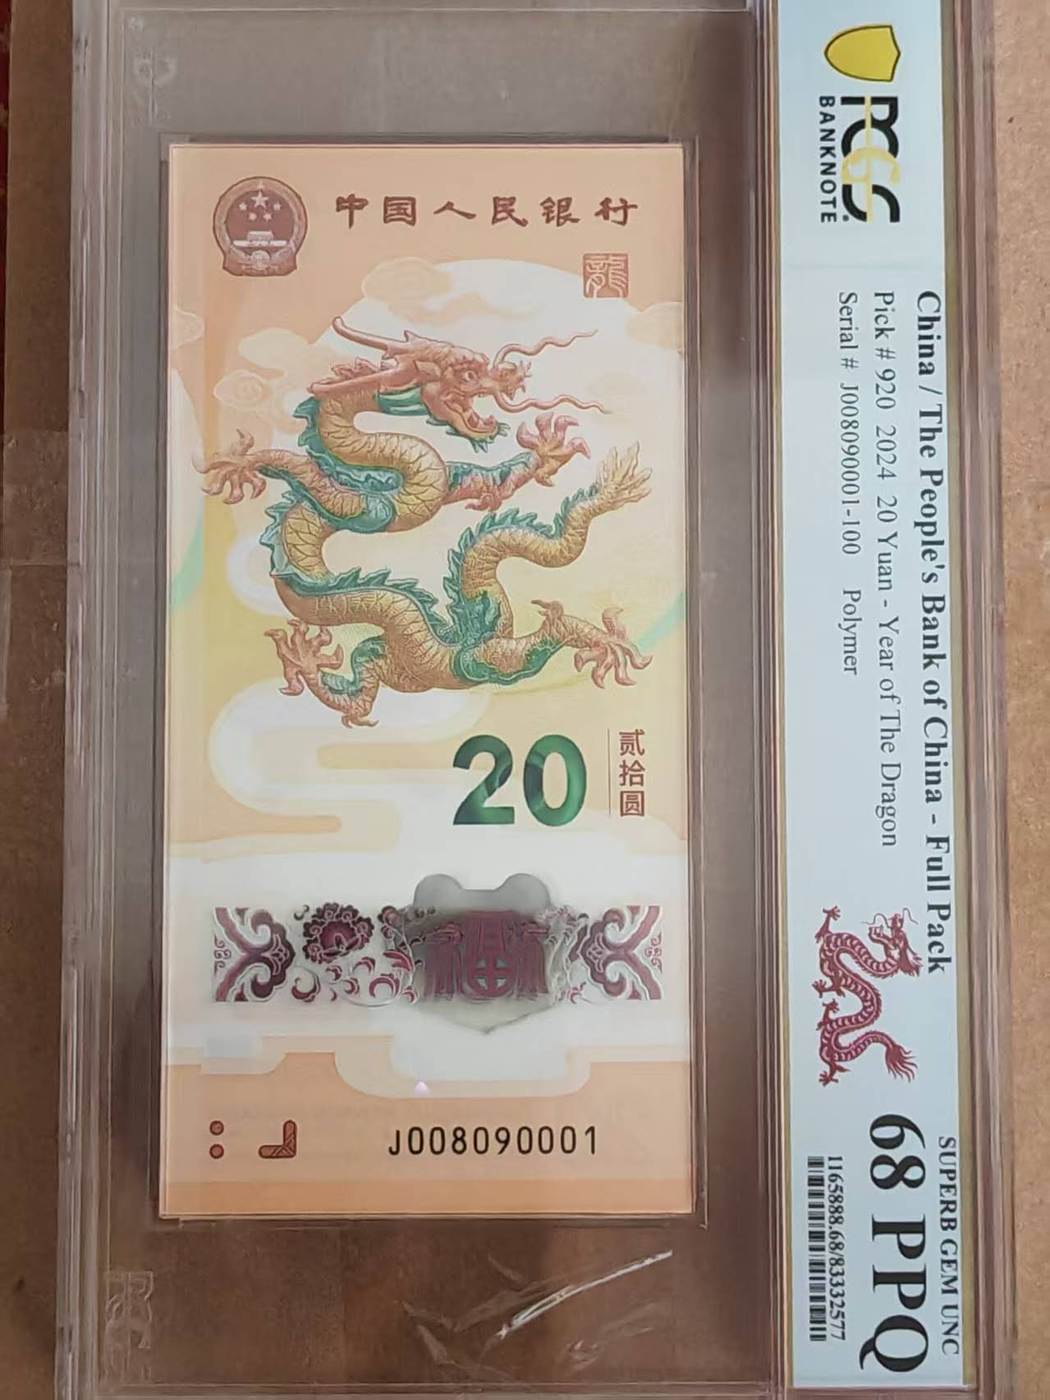 中国人民银行
龍
20
贰拾圆
福
J008090001
PCGS
BANKNOTE
China / The People's Bank of China - Full Pack
Pick # 920 2024 20 Yuan - Year of The Dragon
Serial # J008090001-100 Polymer
SUPERB GEM UNC
68 PPQ
1165888.68/83332577